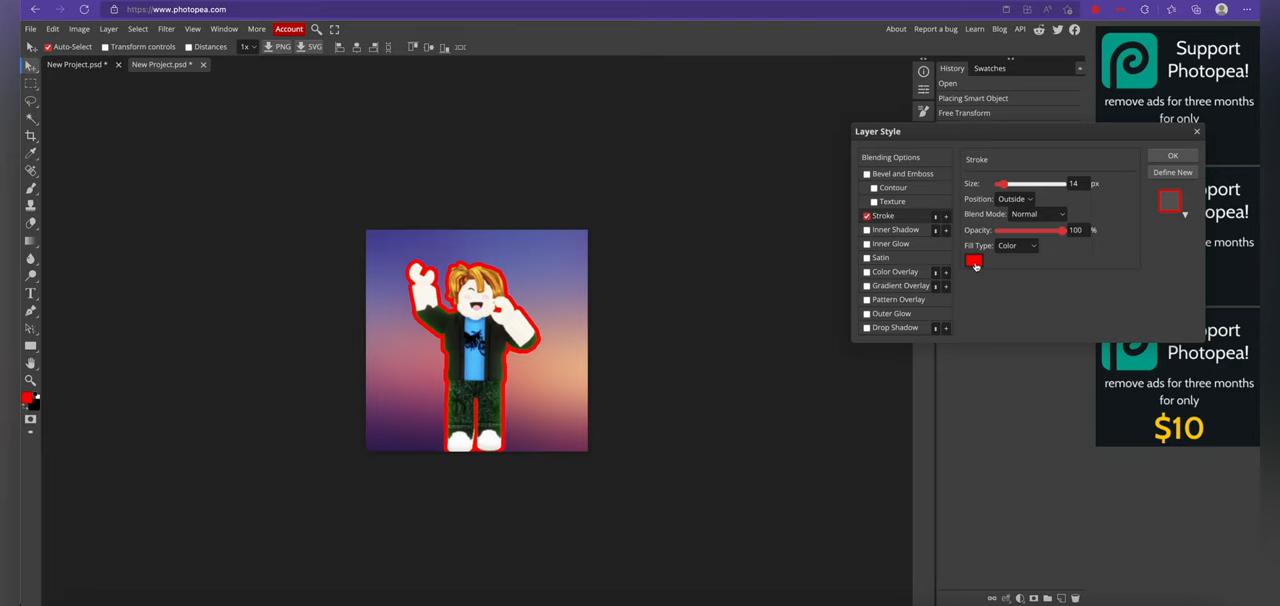 https://www.photopea.com
File Edit Image Layer Select Filter View Window More Account
About Report a bug Learn Blog API
Auto-Select Transform controls Distances 1x PNG SVG
New Project.psd * New Project.psd *
History Swatches
Open
Placing Smart Object
Free Transform
Layer Style
Blending Options
Bevel and Emboss
Contour
Texture
Stroke
Inner Shadow
Inner Glow
Satin
Color Overlay
Gradient Overlay
Pattern Overlay
Outer Glow
Drop Shadow
Stroke
Size: 14 px
Position: Outside
Blend Mode: Normal
Opacity: 100 %
Fill Type: Color
OK
Define New
Support
Photopea!
remove ads for three months
for only
opea!
months
Photopea!
remove ads for three months
for only
$10